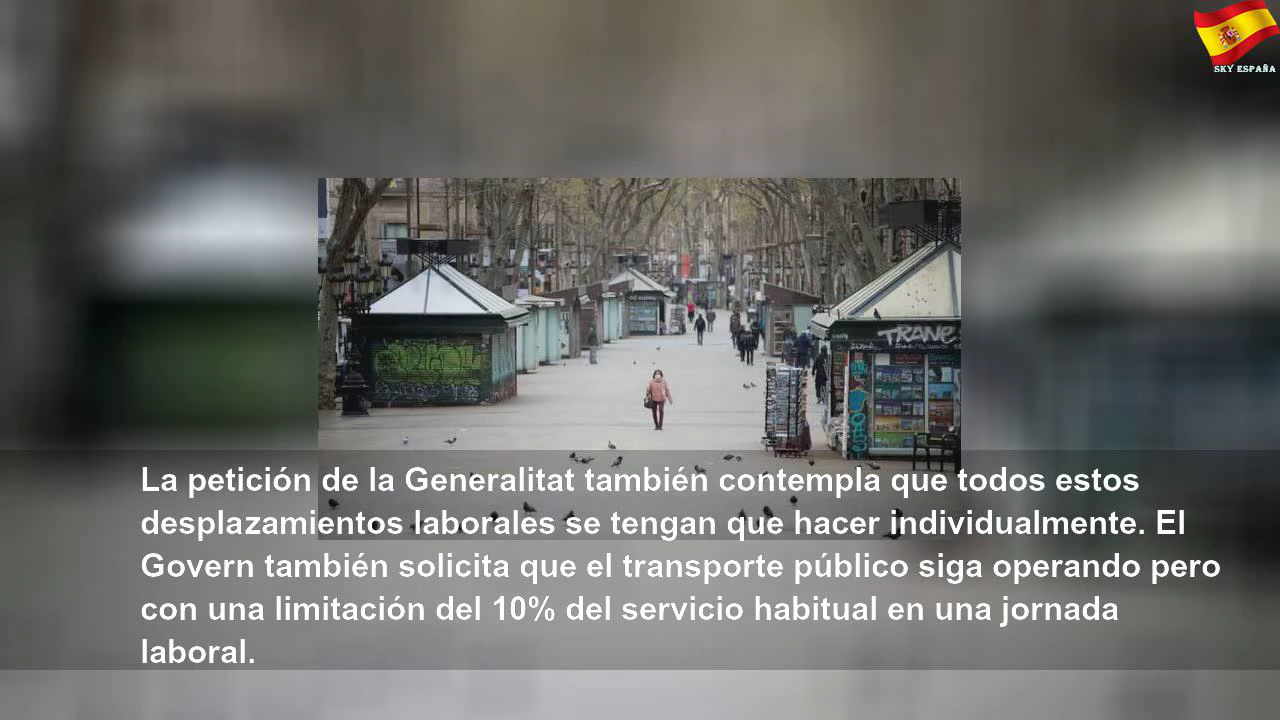 SKY ESPAÑA
TRANE
La petición de la Generalitat también contempla que todos estos
desplazamientos laborales se tengan que hacer individualmente. El
Govern también solicita que el transporte público siga operando pero
con una limitación del 10% del servicio habitual en una jornada
laboral.